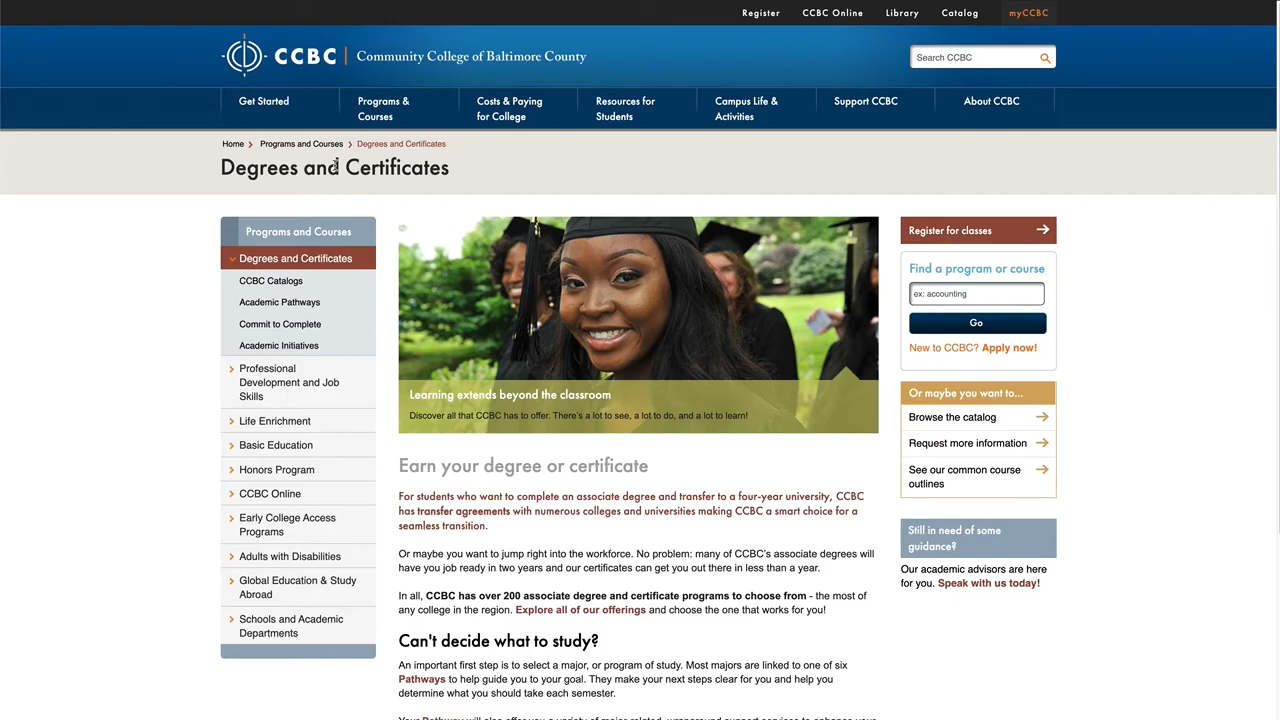 Register
CCBC Online
Library
Catalog
myCCBC
CCBC
Community College of Baltimore County
Search CCBC
Get Started
Programs &
Courses
Costs & Paying
for College
Resources for
Students
Campus Life &
Activities
Support CCBC
About CCBC
Home
Programs and Courses
Degrees and Certificates
Degrees and Certificates
Programs and Courses
Degrees and Certificates
CCBC Catalogs
Academic Pathways
Commit to Complete
Academic Initiatives
Professional
Development and Job
Skills
Life Enrichment
Basic Education
Honors Program
CCBC Online
Early College Access
Programs
Adults with Disabilities
Global Education & Study
Abroad
Schools and Academic
Departments
Learning extends beyond the classroom
Discover all that CCBC has to offer. There's a lot to see, a lot to do, and a lot to learn!
Earn your degree or certificate
For students who want to complete an associate degree and transfer to a four-year university, CCBC
has transfer agreements with numerous colleges and universities making CCBC a smart choice for a
seamless transition.
Or maybe you want to jump right into the workforce. No problem: many of CCBC's associate degrees will
have you job ready in two years and our certificates can get you out there in less than a year.
In all, CCBC has over 200 associate degree and certificate programs to choose from - the most of
any college in the region. Explore all of our offerings and choose the one that works for you!
Can't decide what to study?
An important first step is to select a major, or program of study. Most majors are linked to one of six
Pathways to help guide you to your goal. They make your next steps clear for you and help you
determine what you should take each semester.
Your Pathway will also offer you a variety of major-related, wraparound support services to enhance your
Register for classes
Find a program or course
ex: accounting
Go
New to CCBC? Apply now!
Or maybe you want to...
Browse the catalog
Request more information
See our common course
outlines
Still in need of some
guidance?
Our academic advisors are here
for you. Speak with us today!